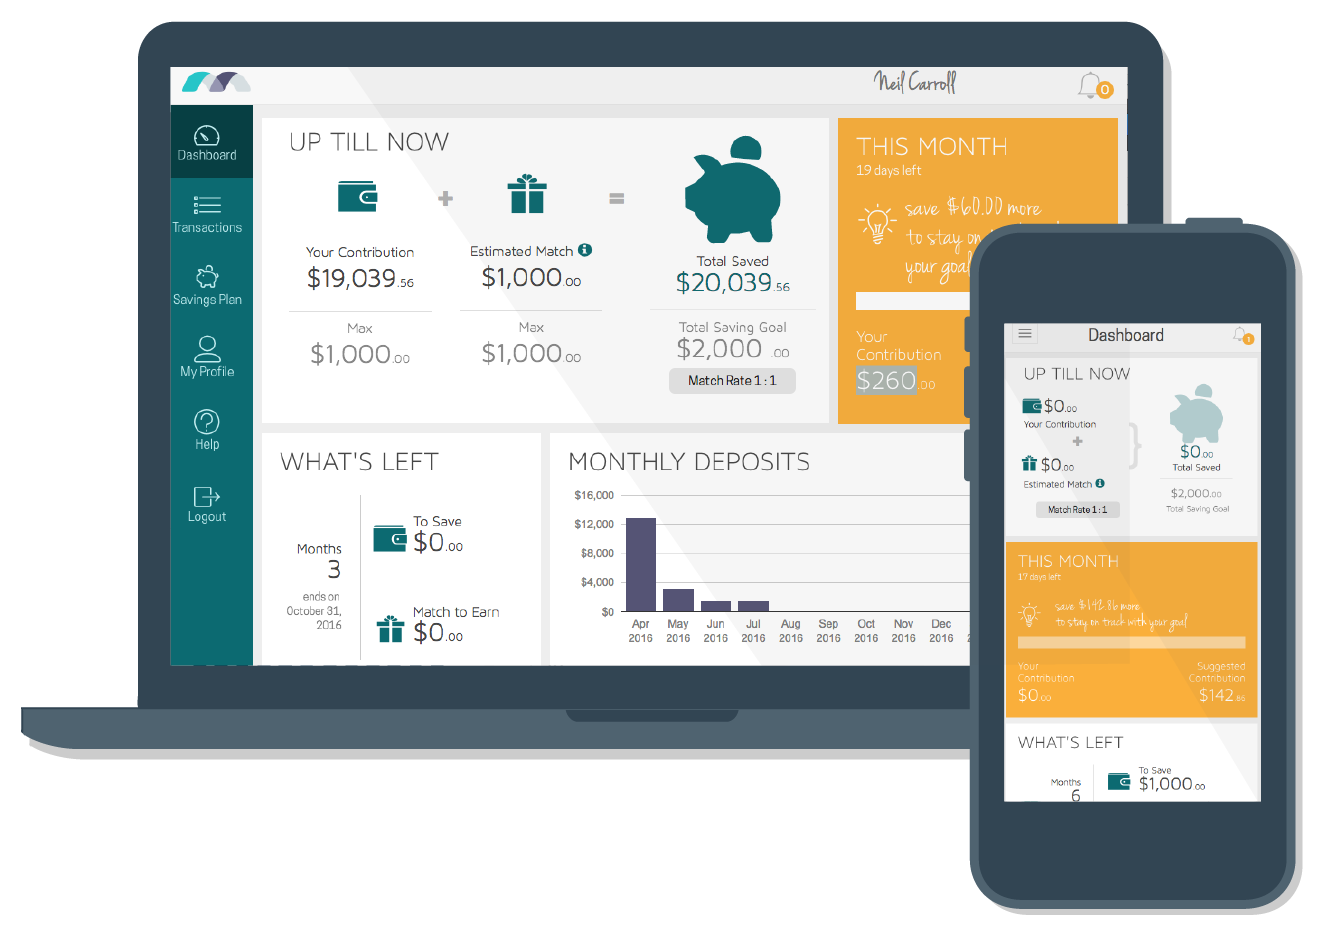 Neil Carroll
0
Dashboard
Transactions
Savings Plan
My Profile
Help
Logout
UP TILL NOW
Your Contribution
$19,039.56
Max
$1,000.00
+
Estimated Match i
$1,000.00
Max
$1,000.00
=
Total Saved
$20,039.56
Total Saving Goal
$2,000 .00
Match Rate 1 : 1
THIS MONTH
19 days left
save $60.00 more
to stay on
your goal
Your
Contribution
$260.00
WHAT'S LEFT
Months
3
ends on
October 31,
2016
To Save
$0.00
Match to Earn
$0.00
MONTHLY DEPOSITS
$16,000
$12,000
$8,000
$4,000
$0
Apr May Jun Jul Aug Sep Oct Nov Dec
2016 2016 2016 2016 2016 2016 2016 2016 2016
Dashboard
1
UP TILL NOW
$0.00
Your Contribution
+
$0.00
Estimated Match i
Match Rate 1 : 1
}
$0.00
Total Saved
$2,000.00
Total Saving Goal
THIS MONTH
17 days left
save $142.86 more
to stay on track with your goal
Your
Contribution
$0.00
Suggested
Contribution
$142.86
WHAT'S LEFT
Months
6
To Save
$1,000.00